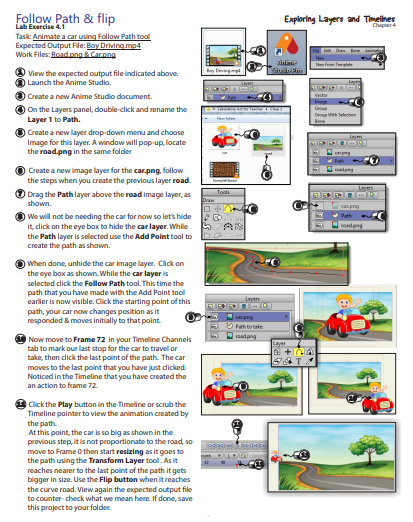 Follow Path & flip
Exploring Layers and Timelines
Chapter 4
Lab Exercise 4.1
Task: Animate a car using Follow Path tool
Expected Output File: Boy Driving.mp4
Work Files: Road.png & Car.png
1 View the expected output file indicated above.
2 Launch the Anime Studio.
3 Create a new Anime Studio document.
4 On the Layers panel, double-click and rename the
Layer 1 to Path.
5 Create a new layer drop-down menu and choose
Image for this layer. A window will pop-up, locate
the road.png in the same folder
6 Create a new image layer for the car.png, follow
the steps when you create the previous layer road.
7 Drag the Path layer above the road image layer, as
shown.
8 We will not be needing the car for now so let's hide
it, click on the eye box to hide the car layer. While
the Path layer is selected use the Add Point tool to
create the path as shown.
9 When done, unhide the car image layer. Click on
the eye box as shown. While the car layer is
selected click the Follow Path tool. This time the
path that you have made with the Add Point tool
earlier is now visible. Click the starting point of this
path, your car now changes position as it
responded & moves initially to that point.
10 Now move to Frame 72 in your Timeline Channels
tab to mark our last stop for the car to travel or
take, then click the last point of the path. The car
moves to the last point that you have just clicked.
Noticed in the Timeline that you have created the
an action to frame 72.
11 Click the Play button in the Timeline or scrub the
Timeline pointer to view the animation created by
the path.
At this point, the car is so big as shown in the
previous step, it is not proportionate to the road, so
move to Frame 0 then start resizing as it goes to
the path using the Transform Layer tool . As it
reaches nearer to the last point of the path it gets
bigger in size. Use the Flip button when it reaches
the curve road. View again the expected output file
to counter- check what we mean here. If done, save
this project to your folder.
Boy Driving.mp4
Anime
Studio Pro
File Edit Draw Bone Animation
New
New From Template
Layers
Path
Vector
Image
Group
Group With Selection
Bone
New folder
Layers
car.png
Path
road.png
Tools
Draw
Layers
car.png
Path
road.png
Layers
car.png
Path to take
road.png
Layer